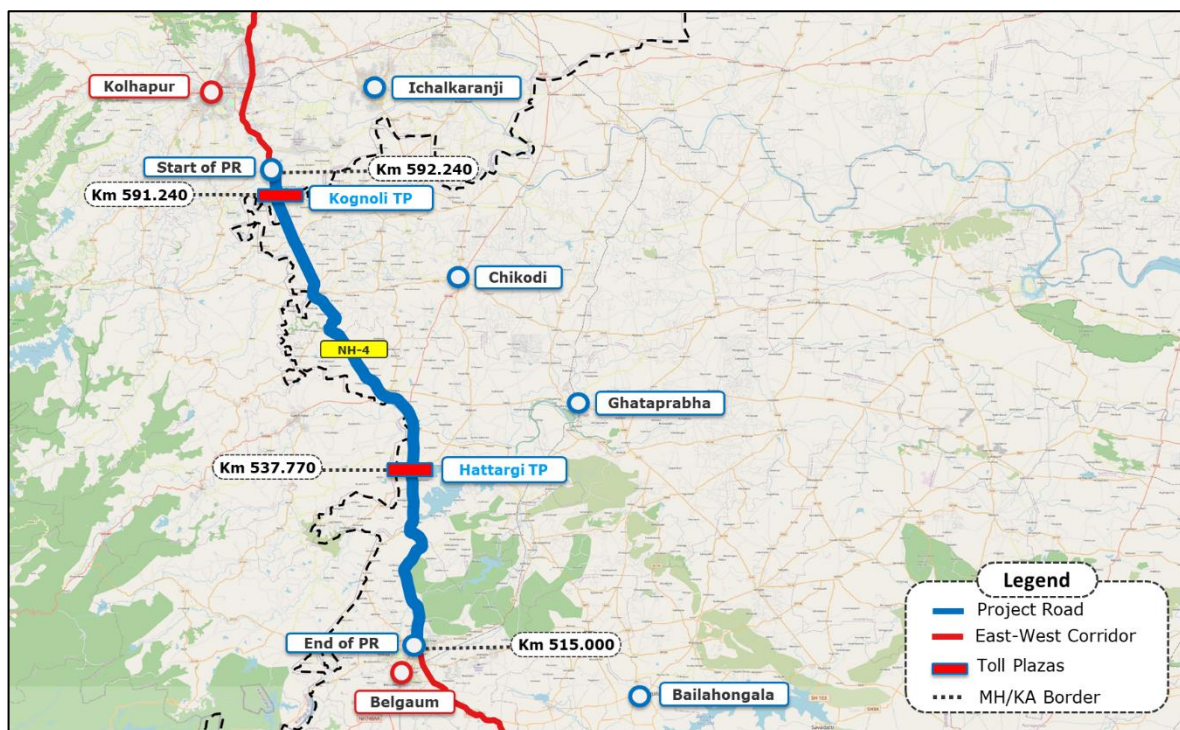 Kolhapur
Ichalkaranji
Start of PR
Km 592.240
Km 591.240
Kognoli TP
Chikodi
NH-4
Ghataprabha
Km 537.770
Hattargi TP
End of PR
Km 515.000
Belgaum
Bailahongala
Legend
Project Road
East-West Corridor
Toll Plazas
MH/KA Border